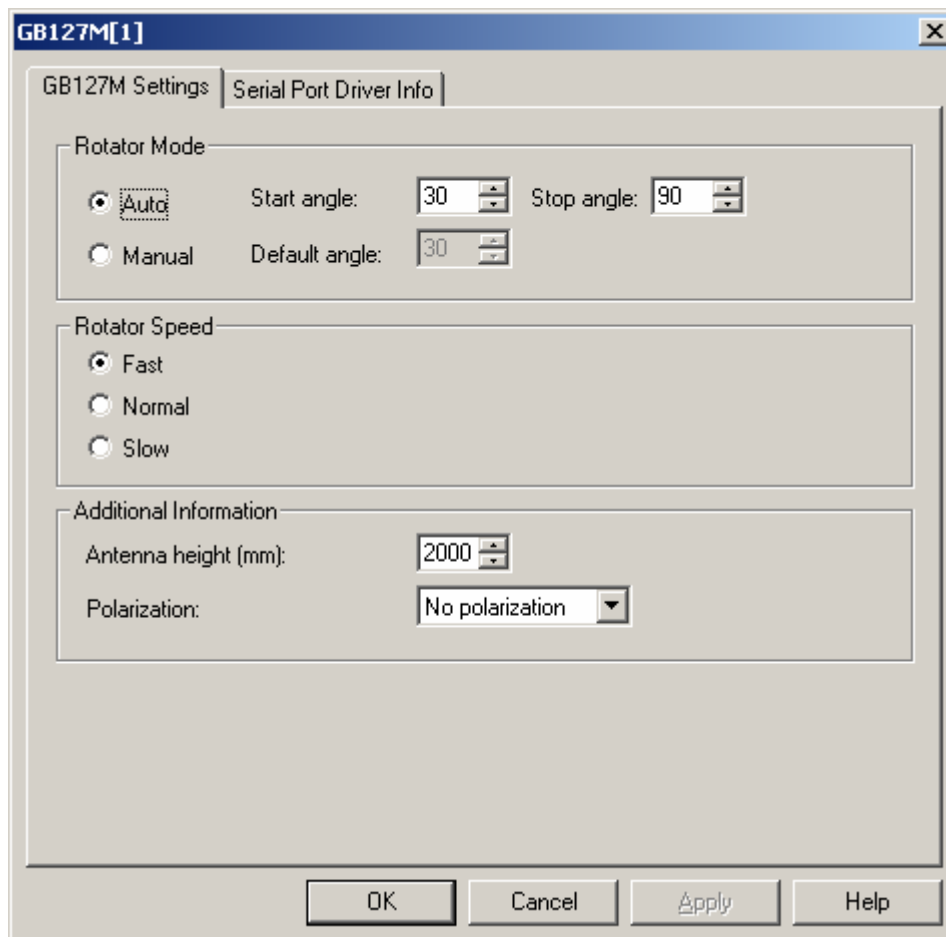 GB127M[1]
GB127M Settings Serial Port Driver Info
Rotator Mode
Auto Start angle: 30 Stop angle: 90
Manual Default angle: 30
Rotator Speed
Fast
Normal
Slow
Additional Information
Antenna height (mm): 2000
Polarization: No polarization
OK Cancel Apply Help